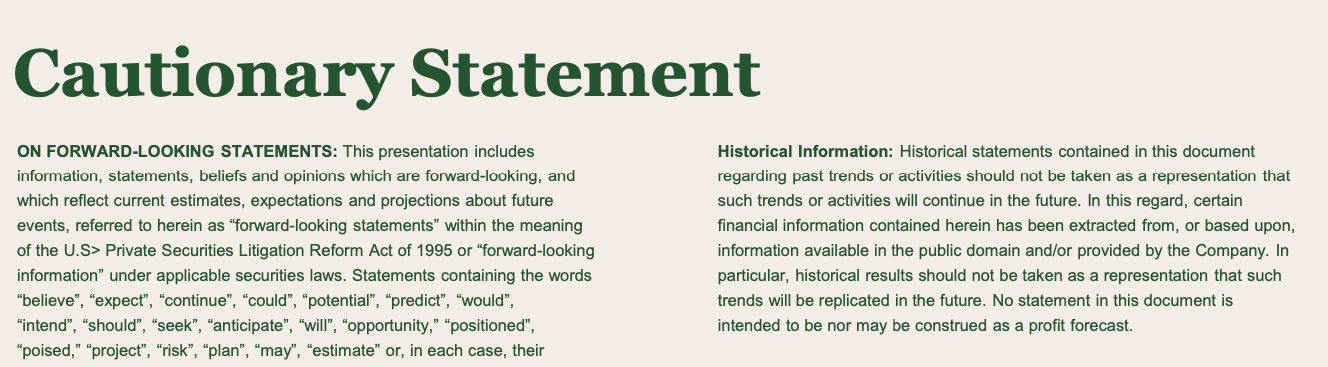 Cautionary Statement
ON FORWARD-LOOKING STATEMENTS: This presentation includes
information, statements, beliefs and opinions which are forward-looking, and
which reflect current estimates, expectations and projections about future
events, referred to herein as “forward-looking statements” within the meaning
of the U.S> Private Securities Litigation Reform Act of 1995 or “forward-looking
information” under applicable securities laws. Statements containing the words
“believe”, “expect”, “continue”, “could”, “potential”, “predict”, “would”,
“intend”, “should”, “seek”, “anticipate”, “will”, “opportunity,” “positioned”,
“poised,” “project”, “risk”, “plan”, “may”, “estimate” or, in each case, their
Historical Information: Historical statements contained in this document
regarding past trends or activities should not be taken as a representation that
such trends or activities will continue in the future. In this regard, certain
financial information contained herein has been extracted from, or based upon,
information available in the public domain and/or provided by the Company. In
particular, historical results should not be taken as a representation that such
trends will be replicated in the future. No statement in this document is
intended to be nor may be construed as a profit forecast.